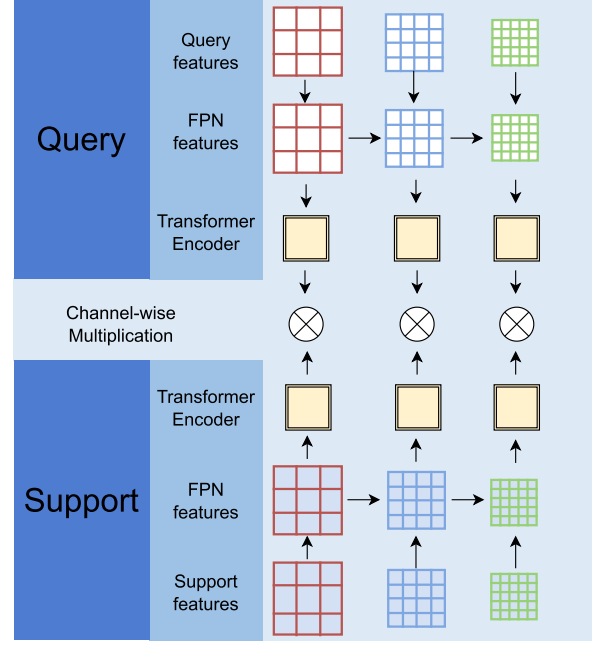 Query
Query
features
FPN
features
Transformer
Encoder
Channel-wise
Multiplication
Support
Transformer
Encoder
FPN
features
Support
features